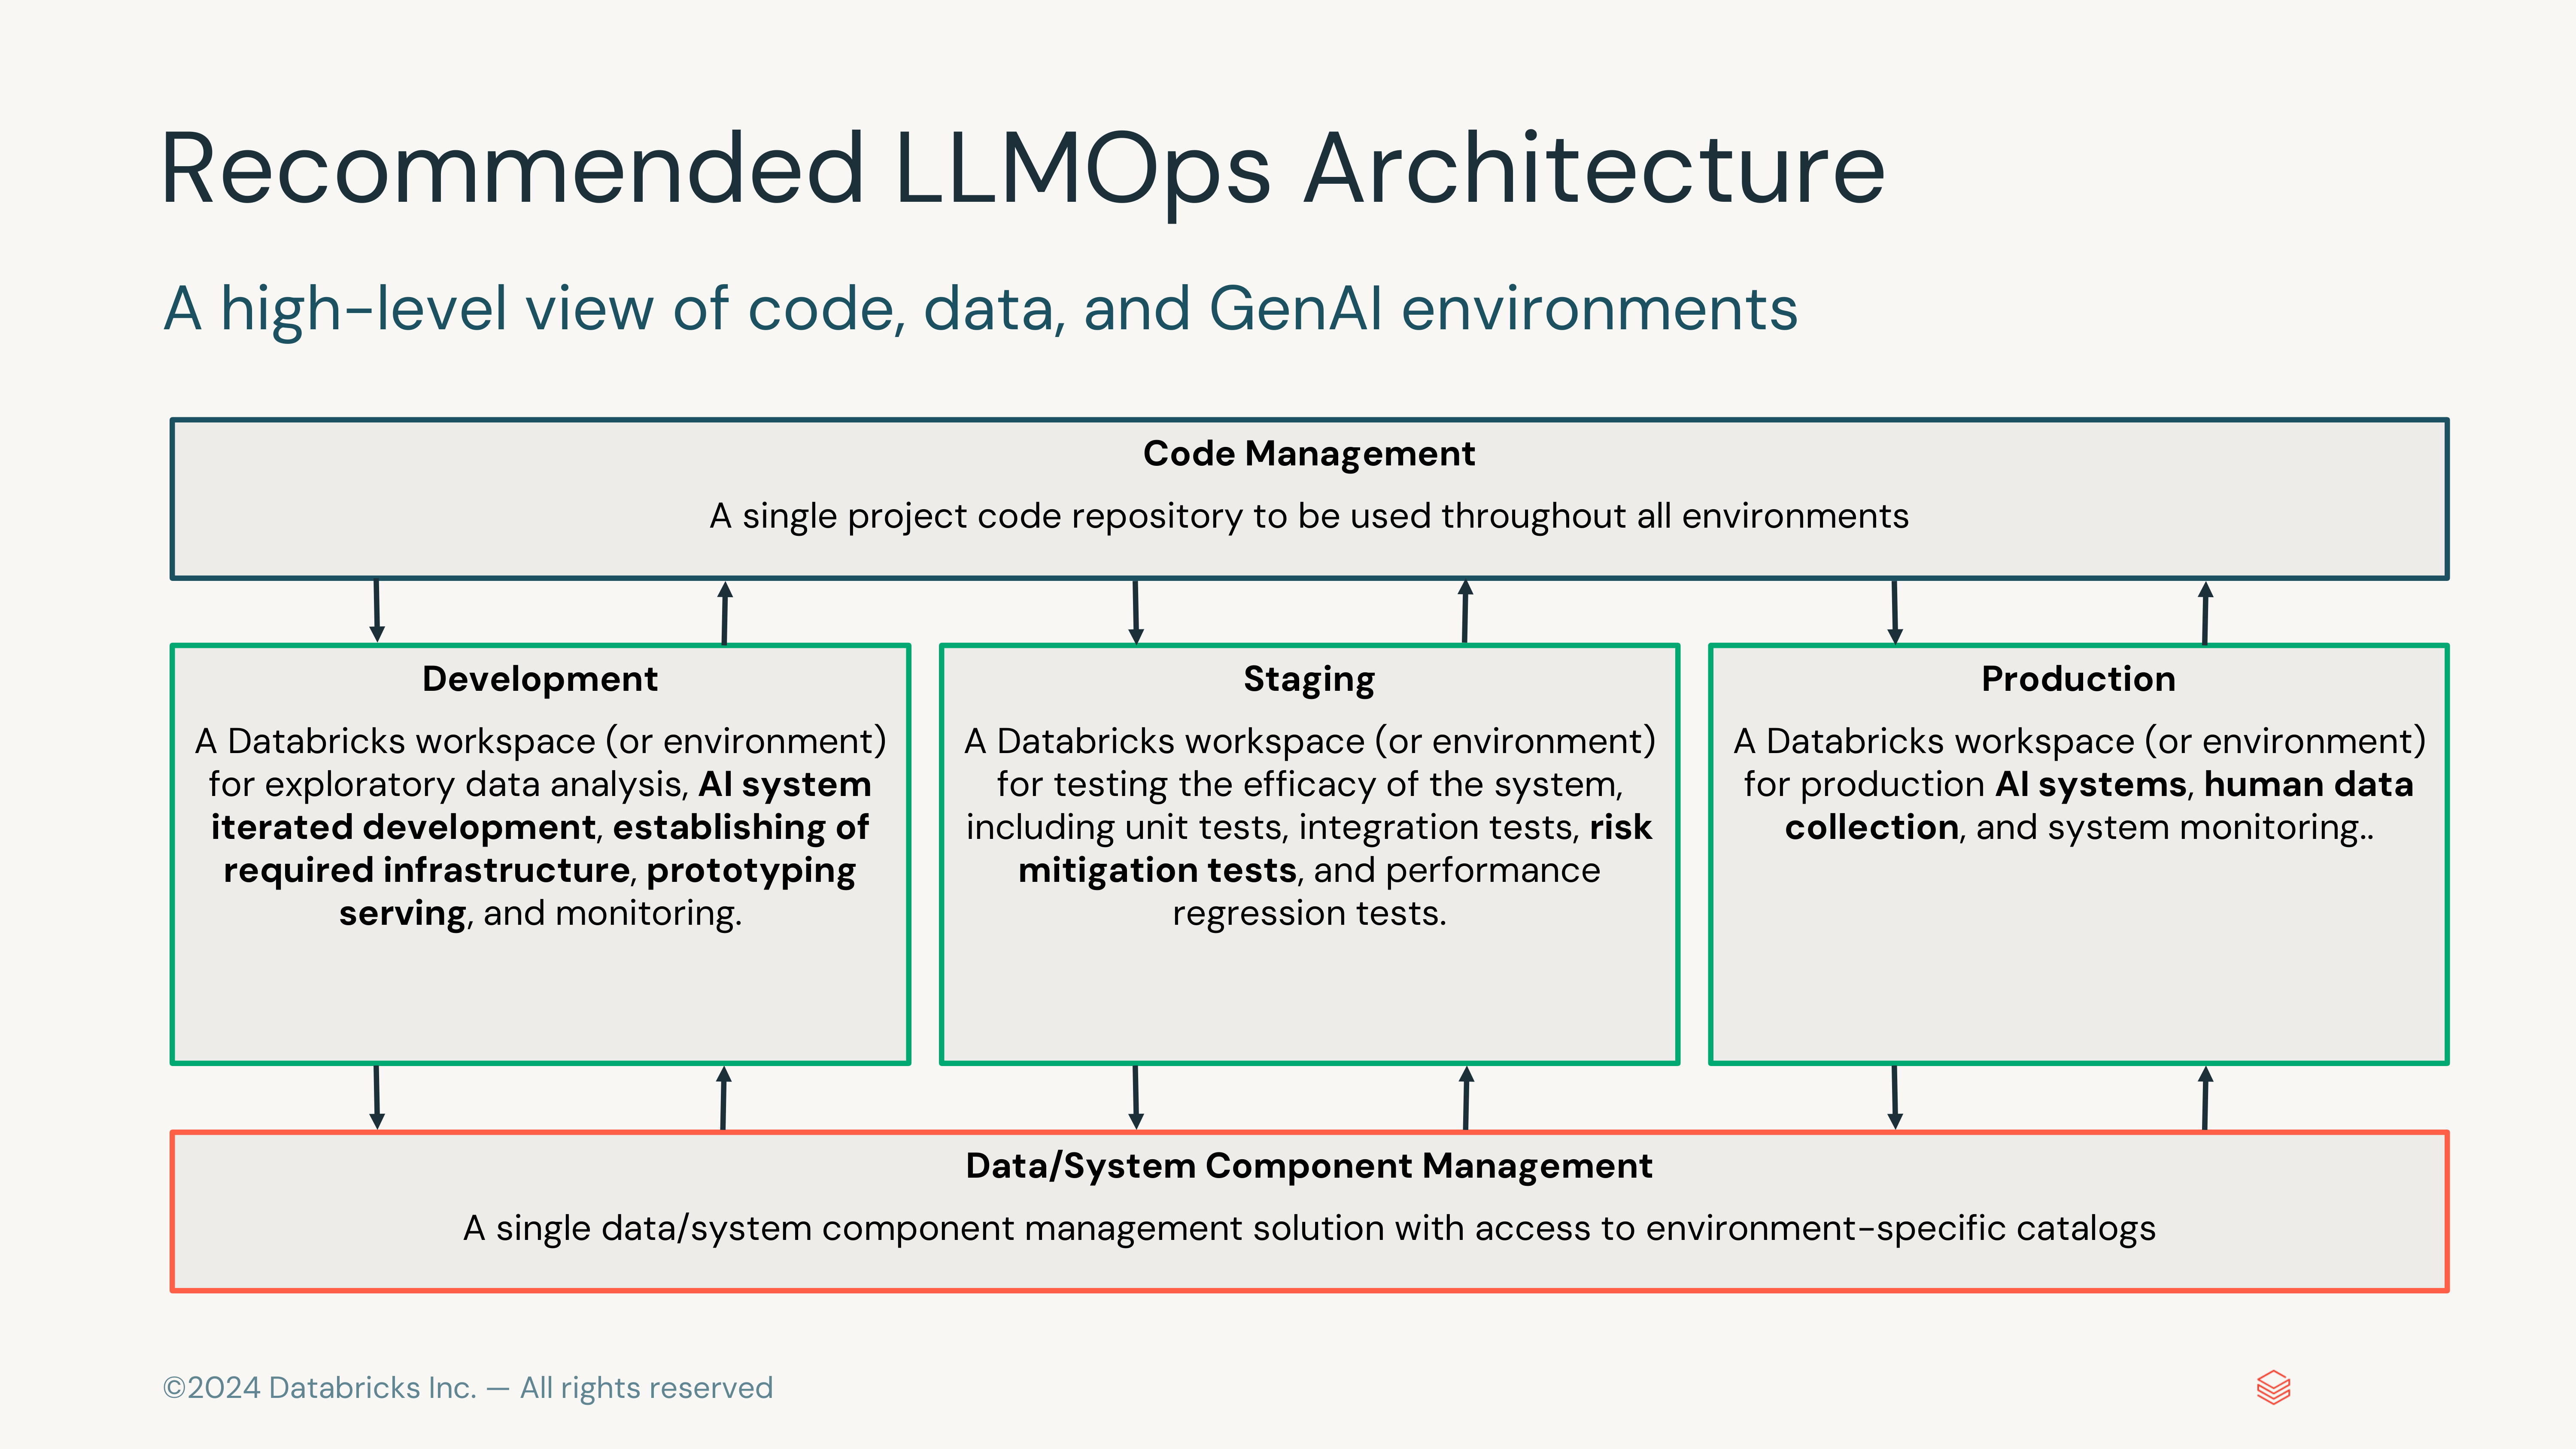 Recommended LLMOps Architecture
A high-level view of code, data, and GenAI environments
Code Management
A single project code repository to be used throughout all environments
Development
A Databricks workspace (or environment)
for exploratory data analysis, AI system
iterated development, establishing of
required infrastructure, prototyping
serving, and monitoring.
Staging
A Databricks workspace (or environment)
for testing the efficacy of the system,
including unit tests, integration tests, risk
mitigation tests, and performance
regression tests.
Production
A Databricks workspace (or environment)
for production AI systems, human data
collection, and system monitoring..
Data/System Component Management
A single data/system component management solution with access to environment-specific catalogs
©2024 Databricks Inc. — All rights reserved